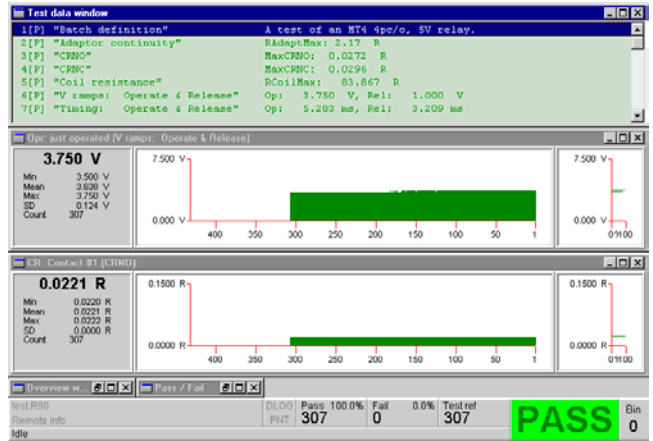 Test data window
1[P] "Batch definition" A test of an MT4 4pc/o, 5V relay.
2[P] "Adaptor continuity" RAdaptMax: 2.17 R
3[P] "CRNO" MaxCRNO: 0.0272 R
4[P] "CRNC" MaxCRNC: 0.0296 R
5[P] "Coil resistance" RCoilMax: 83.867 R
6[P] "V ramps: Operate & Release" Op: 3.750 V, Rel: 1.000 V
7[P] "Timing: Operate & Release" Op: 5.283 ms, Rel: 3.209 ms
Opr: just operated (V ramps: Operate & Release)
3.750 V
Min 3.500 V
Mean 3.630 V
Max 3.750 V
SD 0.124 V
Count 307
7.500 V
0.000 V
400 350 300 250 200 150 100 50 1
7.500 V
0.000 V
0%100
CR: Contact #1 (CRNO)
0.0221 R
Min 0.0220 R
Mean 0.0221 R
Max 0.0222 R
SD 0.0000 R
Count 307
0.1500 R
0.0000 R
400 350 300 250 200 150 100 50 1
0.1500 R
0.0000 R
0%100
Overview w...
Pass / Fail
test.R90
Remote info
Idle
DLOG
PNT
Pass 100.0%
307
Fail 0.0%
0
Test ref
307
PASS
Bin
0